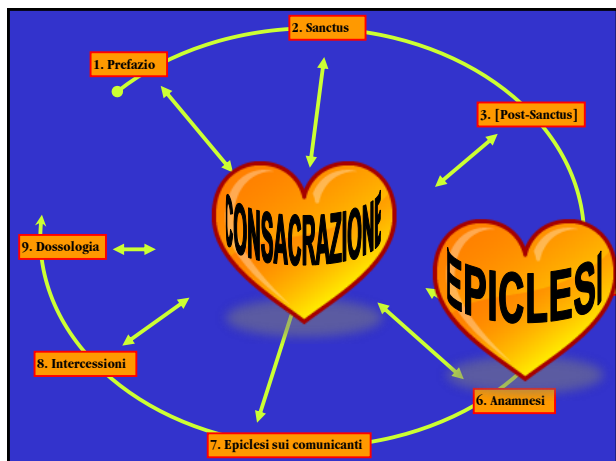 1. Prefazio
2. Sanctus
3. [Post-Sanctus]
CONSACRAZIONE
EPICLESI
6. Anamnesi
7. Epiclesi sui comunicanti
8. Intercessioni
9. Dossologia